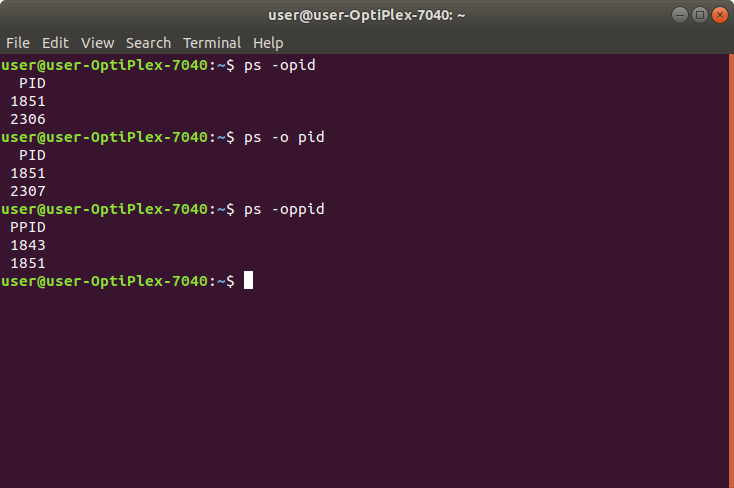 user@user-OptiPlex-7040: ~
File Edit View Search Terminal Help
user@user-OptiPlex-7040:~$ ps -opid
  PID
 1851
 2306
user@user-OptiPlex-7040:~$ ps -o pid
  PID
 1851
 2307
user@user-OptiPlex-7040:~$ ps -oppid
 PPID
 1843
 1851
user@user-OptiPlex-7040:~$